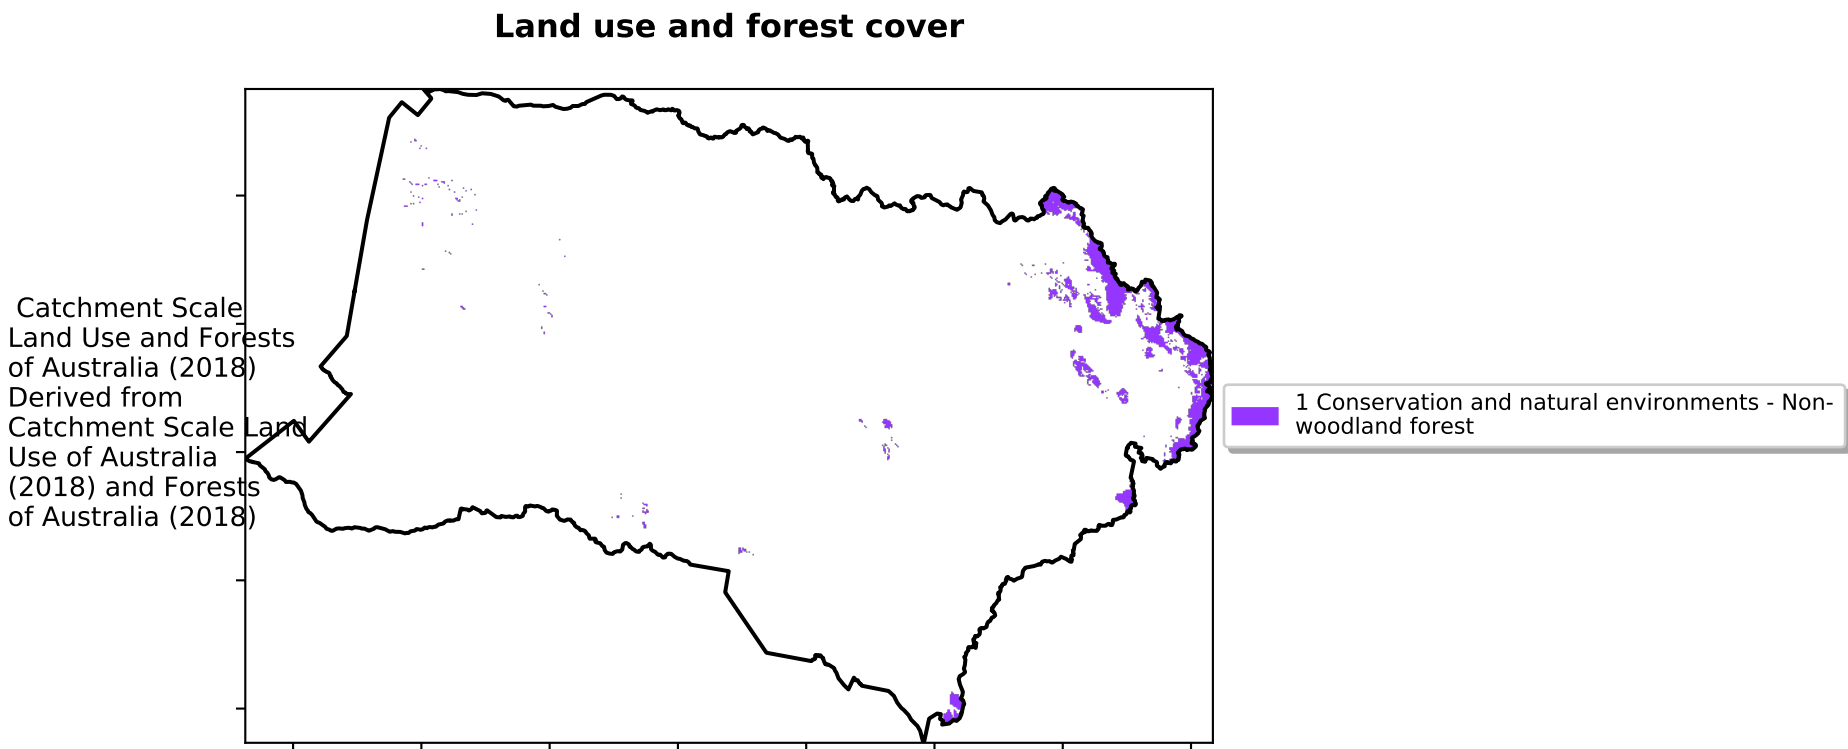 Land use and forest cover
Catchment Scale
Land Use and Forests
of Australia (2018)
Derived from
Catchment Scale Land
Use of Australia
(2018) and Forests
of Australia (2018)
1 Conservation and natural environments - Non-
woodland forest